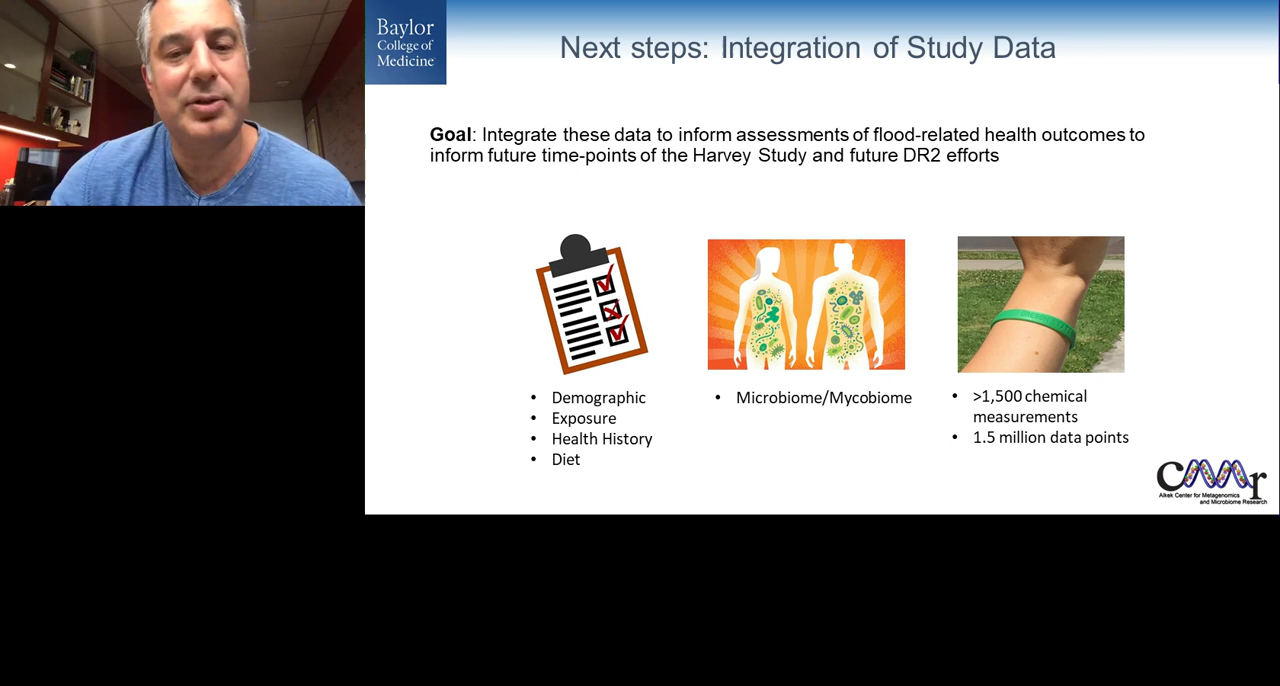 Baylor
College of
Medicine
Next steps: Integration of Study Data
Goal: Integrate these data to inform assessments of flood-related health outcomes to
inform future time-points of the Harvey Study and future DR2 efforts
• Demographic
• Exposure
• Health History
• Diet
• Microbiome/Mycobiome
• >1,500 chemical
measurements
• 1.5 million data points
cmmr
Alkek Center for Metagenomics
and Microbiome Research